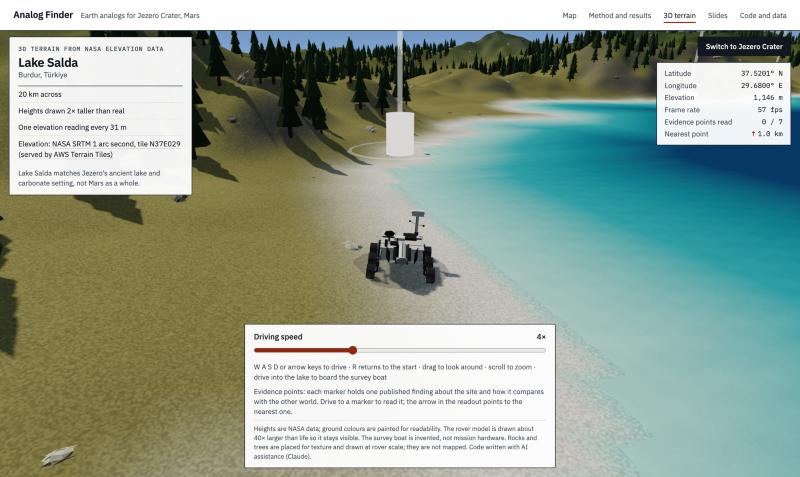 Analog Finder
Earth analogs for Jezero Crater, Mars
Map
Method and results
3D terrain
Slides
Code and data
3D TERRAIN FROM NASA ELEVATION DATA
Lake Salda
Burdur, Türkiye
20 km across
Heights drawn 2× taller than real
One elevation reading every 31 m
Elevation: NASA SRTM 1 arc second, tile N37E029
(served by AWS Terrain Tiles)
Lake Salda matches Jezero's ancient lake and
carbonate setting, not Mars as a whole.
Switch to Jezero Crater
Latitude 37.5201° N
Longitude 29.6800° E
Elevation 1,146 m
Frame rate 57 fps
Evidence points read 0 / 7
Nearest point ↑ 1.0 km
Driving speed 4×
W A S D or arrow keys to drive · R returns to the start · drag to look around · scroll to zoom ·
drive into the lake to board the survey boat
Evidence points: each marker holds one published finding about the site and how it compares
with the other world. Drive to a marker to read it; the arrow in the readout points to the
nearest one.
Heights are NASA data; ground colours are painted for readability. The rover model is drawn about
40× larger than life so it stays visible. The survey boat is invented, not mission hardware. Rocks and
trees are placed for texture and drawn at rover scale; they are not mapped. Code written with AI
assistance (Claude).